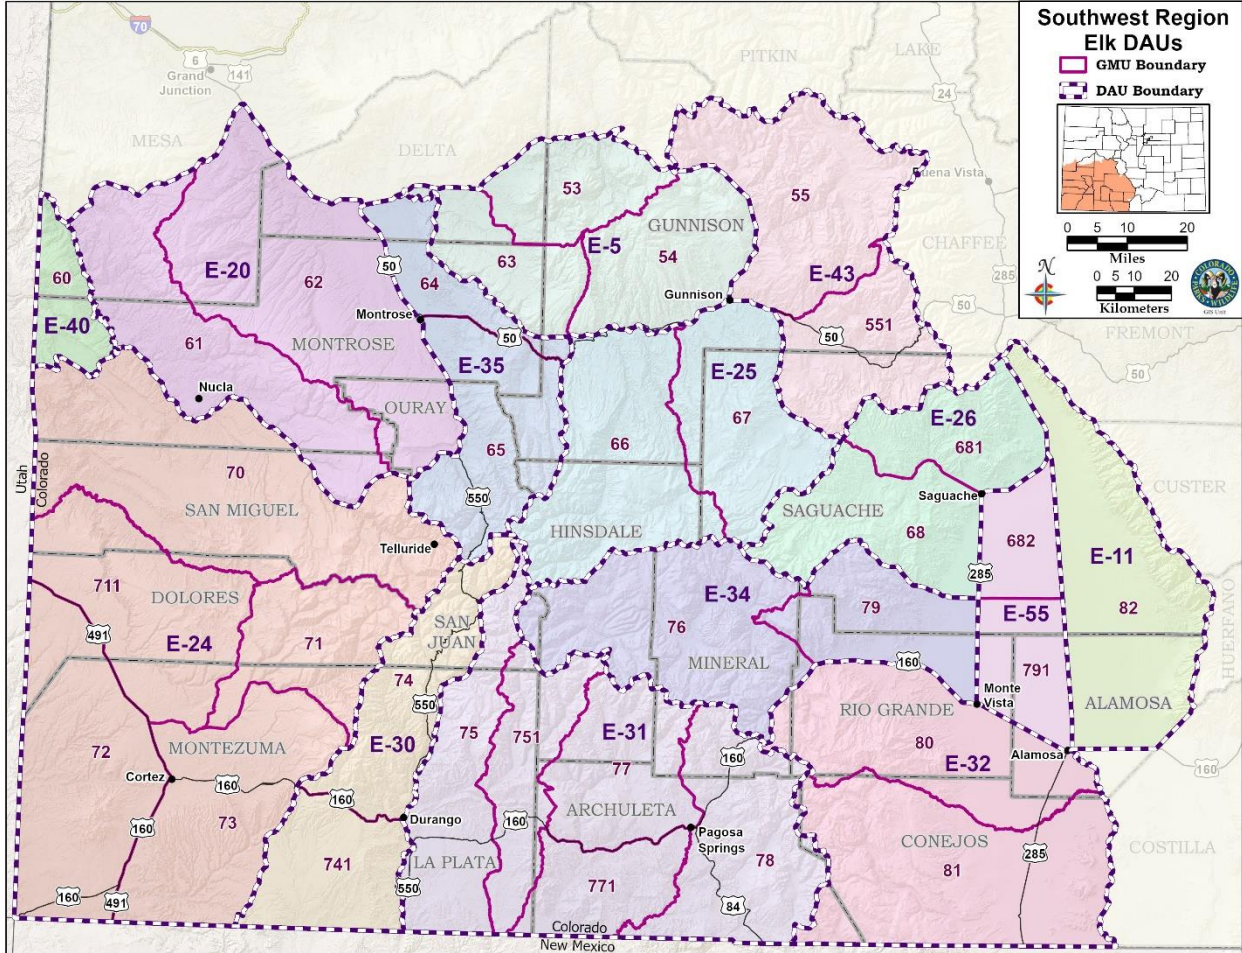 Southwest Region
Elk DAUs
GMU Boundary
DAU Boundary
0 5 10 20
Miles
0 5 10 20
Kilometers
N
COLORADO
PARKS
WILDLIFE
GIS Unit
70
6
Grand
Junction
141
PITKIN
LAKE
24
MESA
DELTA
Buena Vista
CHAFFEE
285
50
FREMONT
50
53
55
60
E-20
62
50
64
63
E-5
GUNNISON
54
E-43
Gunnison
E-40
61
Montrose
MONTROSE
50
551
50
Nucla
E-35
OURAY
E-25
67
E-26
681
65
66
70
SAN MIGUEL
550
Saguache
CUSTER
Utah
Colorado
HINSDALE
SAGUACHE
68
682
Telluride
285
E-11
711
DOLORES
E-34
79
E-55
82
491
E-24
71
SAN
JUAN
76
MINERAL
HUERFANO
160
791
74
550
Monte
Vista
RIO GRANDE
ALAMOSA
72
MONTEZUMA
E-30
75
751
E-31
80
E-32
Alamosa
160
77
160
Cortez
160
160
ARCHULETA
160
Durango
160
73
Pagosa
Springs
CONEJOS
COSTILLA
285
741
LA PLATA
78
81
771
550
84
160
491
Colorado
New Mexico